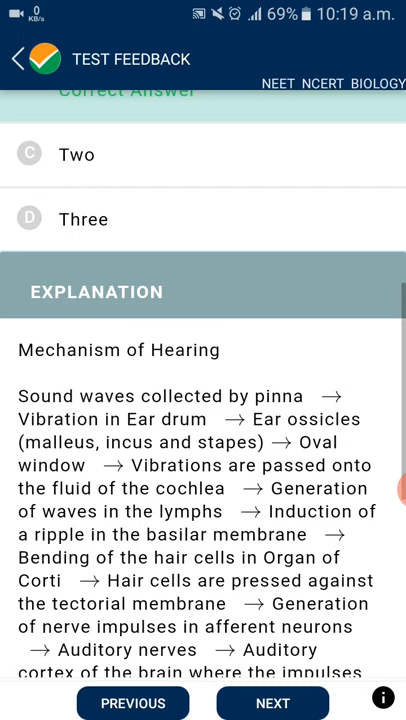 0
KB/s
69%
10:19 a.m.
TEST FEEDBACK
NEET NCERT BIOLOGY
Correct Answer
C Two
D Three
EXPLANATION
Mechanism of Hearing
Sound waves collected by pinna →
Vibration in Ear drum → Ear ossicles
(malleus, incus and stapes) → Oval
window → Vibrations are passed onto
the fluid of the cochlea → Generation
of waves in the lymphs → Induction of
a ripple in the basilar membrane →
Bending of the hair cells in Organ of
Corti → Hair cells are pressed against
the tectorial membrane → Generation
of nerve impulses in afferent neurons
→ Auditory nerves → Auditory
cortex of the brain where the impulses
PREVIOUS
NEXT
i